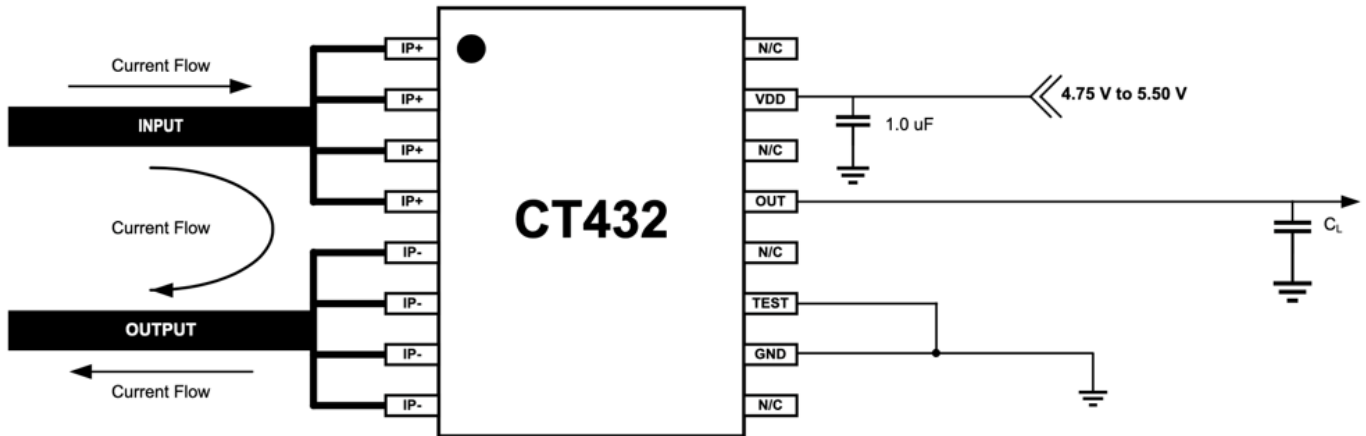 Current Flow
INPUT
Current Flow
OUTPUT
Current Flow
IP+
IP+
IP+
IP+
IP-
IP-
IP-
IP-
CT432
N/C
VDD
N/C
OUT
N/C
TEST
GND
N/C
4.75 V to 5.50 V
1.0 uF
CL